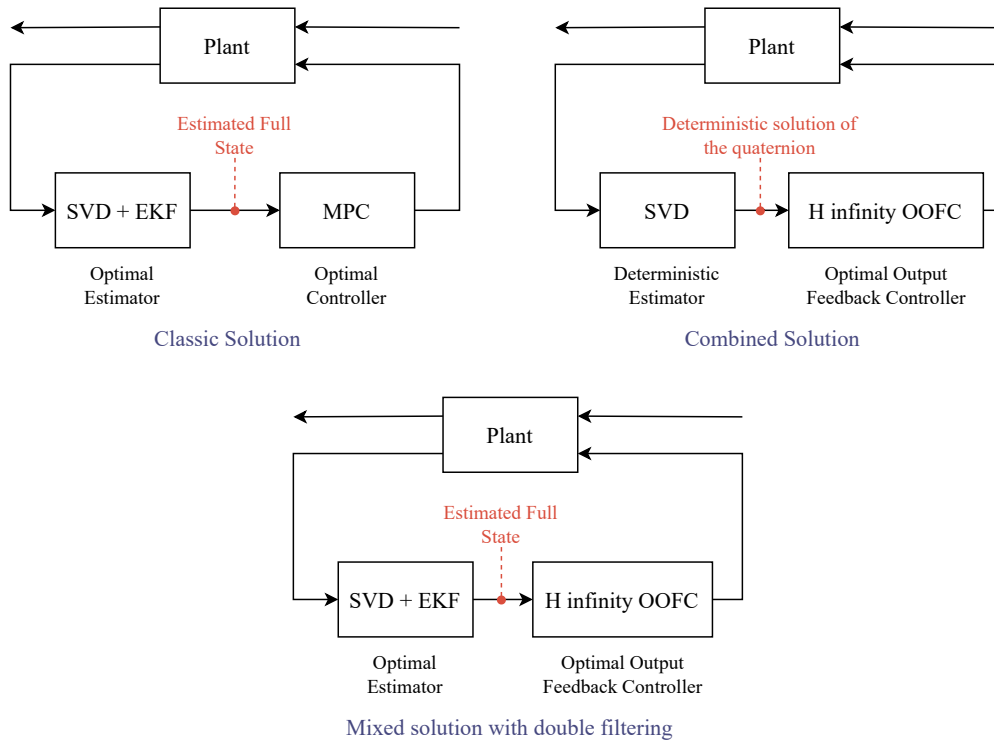 Plant
Estimated Full
State
SVD + EKF
MPC
Optimal
Estimator
Optimal
Controller
Classic Solution
Plant
Deterministic solution of
the quaternion
SVD
H infinity OOFC
Deterministic
Estimator
Optimal Output
Feedback Controller
Combined Solution
Plant
Estimated Full
State
SVD + EKF
H infinity OOFC
Optimal
Estimator
Optimal Output
Feedback Controller
Mixed solution with double filtering